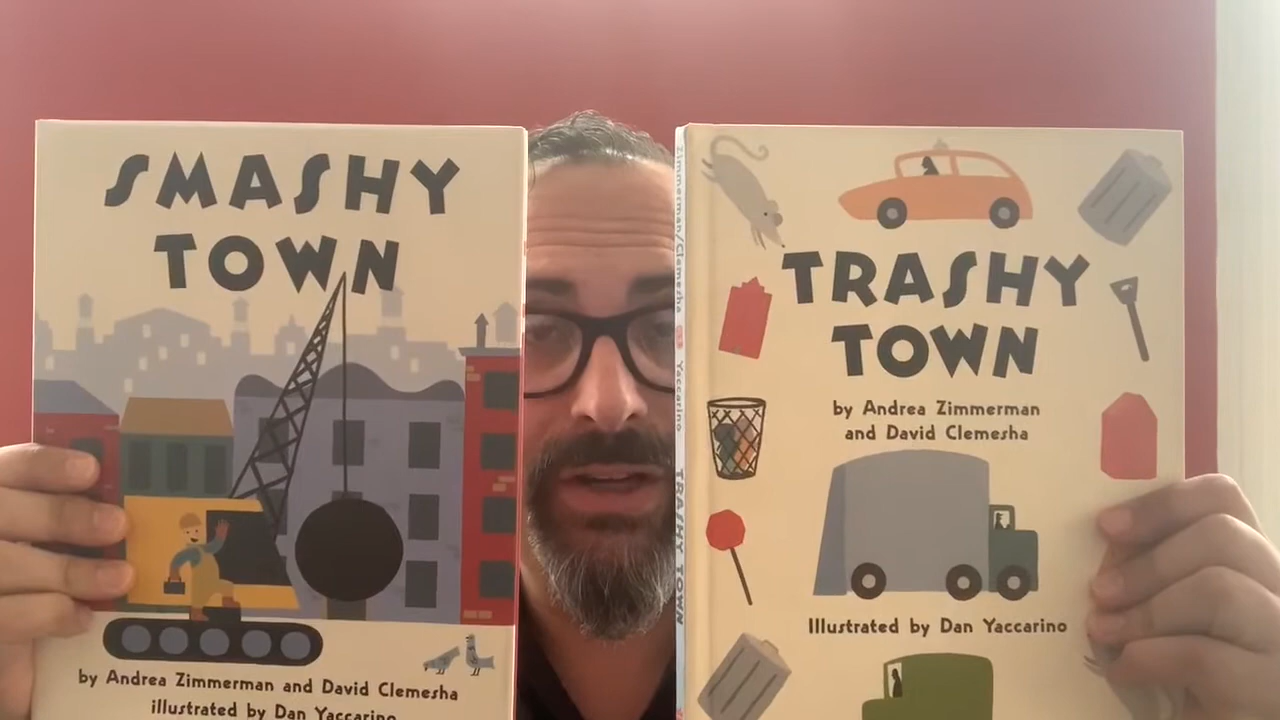 SMASHY
TOWN
by Andrea Zimmerman and David Clemesha
illustrated by Dan Yaccarino
Zimmerman/Clemesha Yaccarino TRASHY TOWN
TRASHY
TOWN
by Andrea Zimmerman
and David Clemesha
Illustrated by Dan Yaccarino